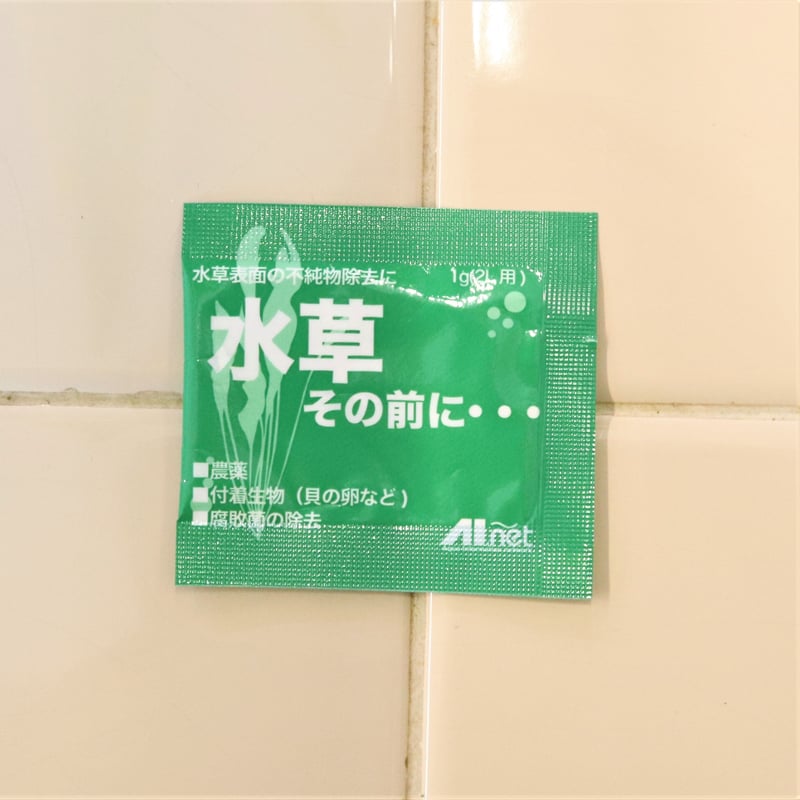 水草表面の不純物除去に 1g(2L用)
水草
その前に・・・
■農薬
■付着生物（貝の卵など)
■腐敗菌の除去
AInet